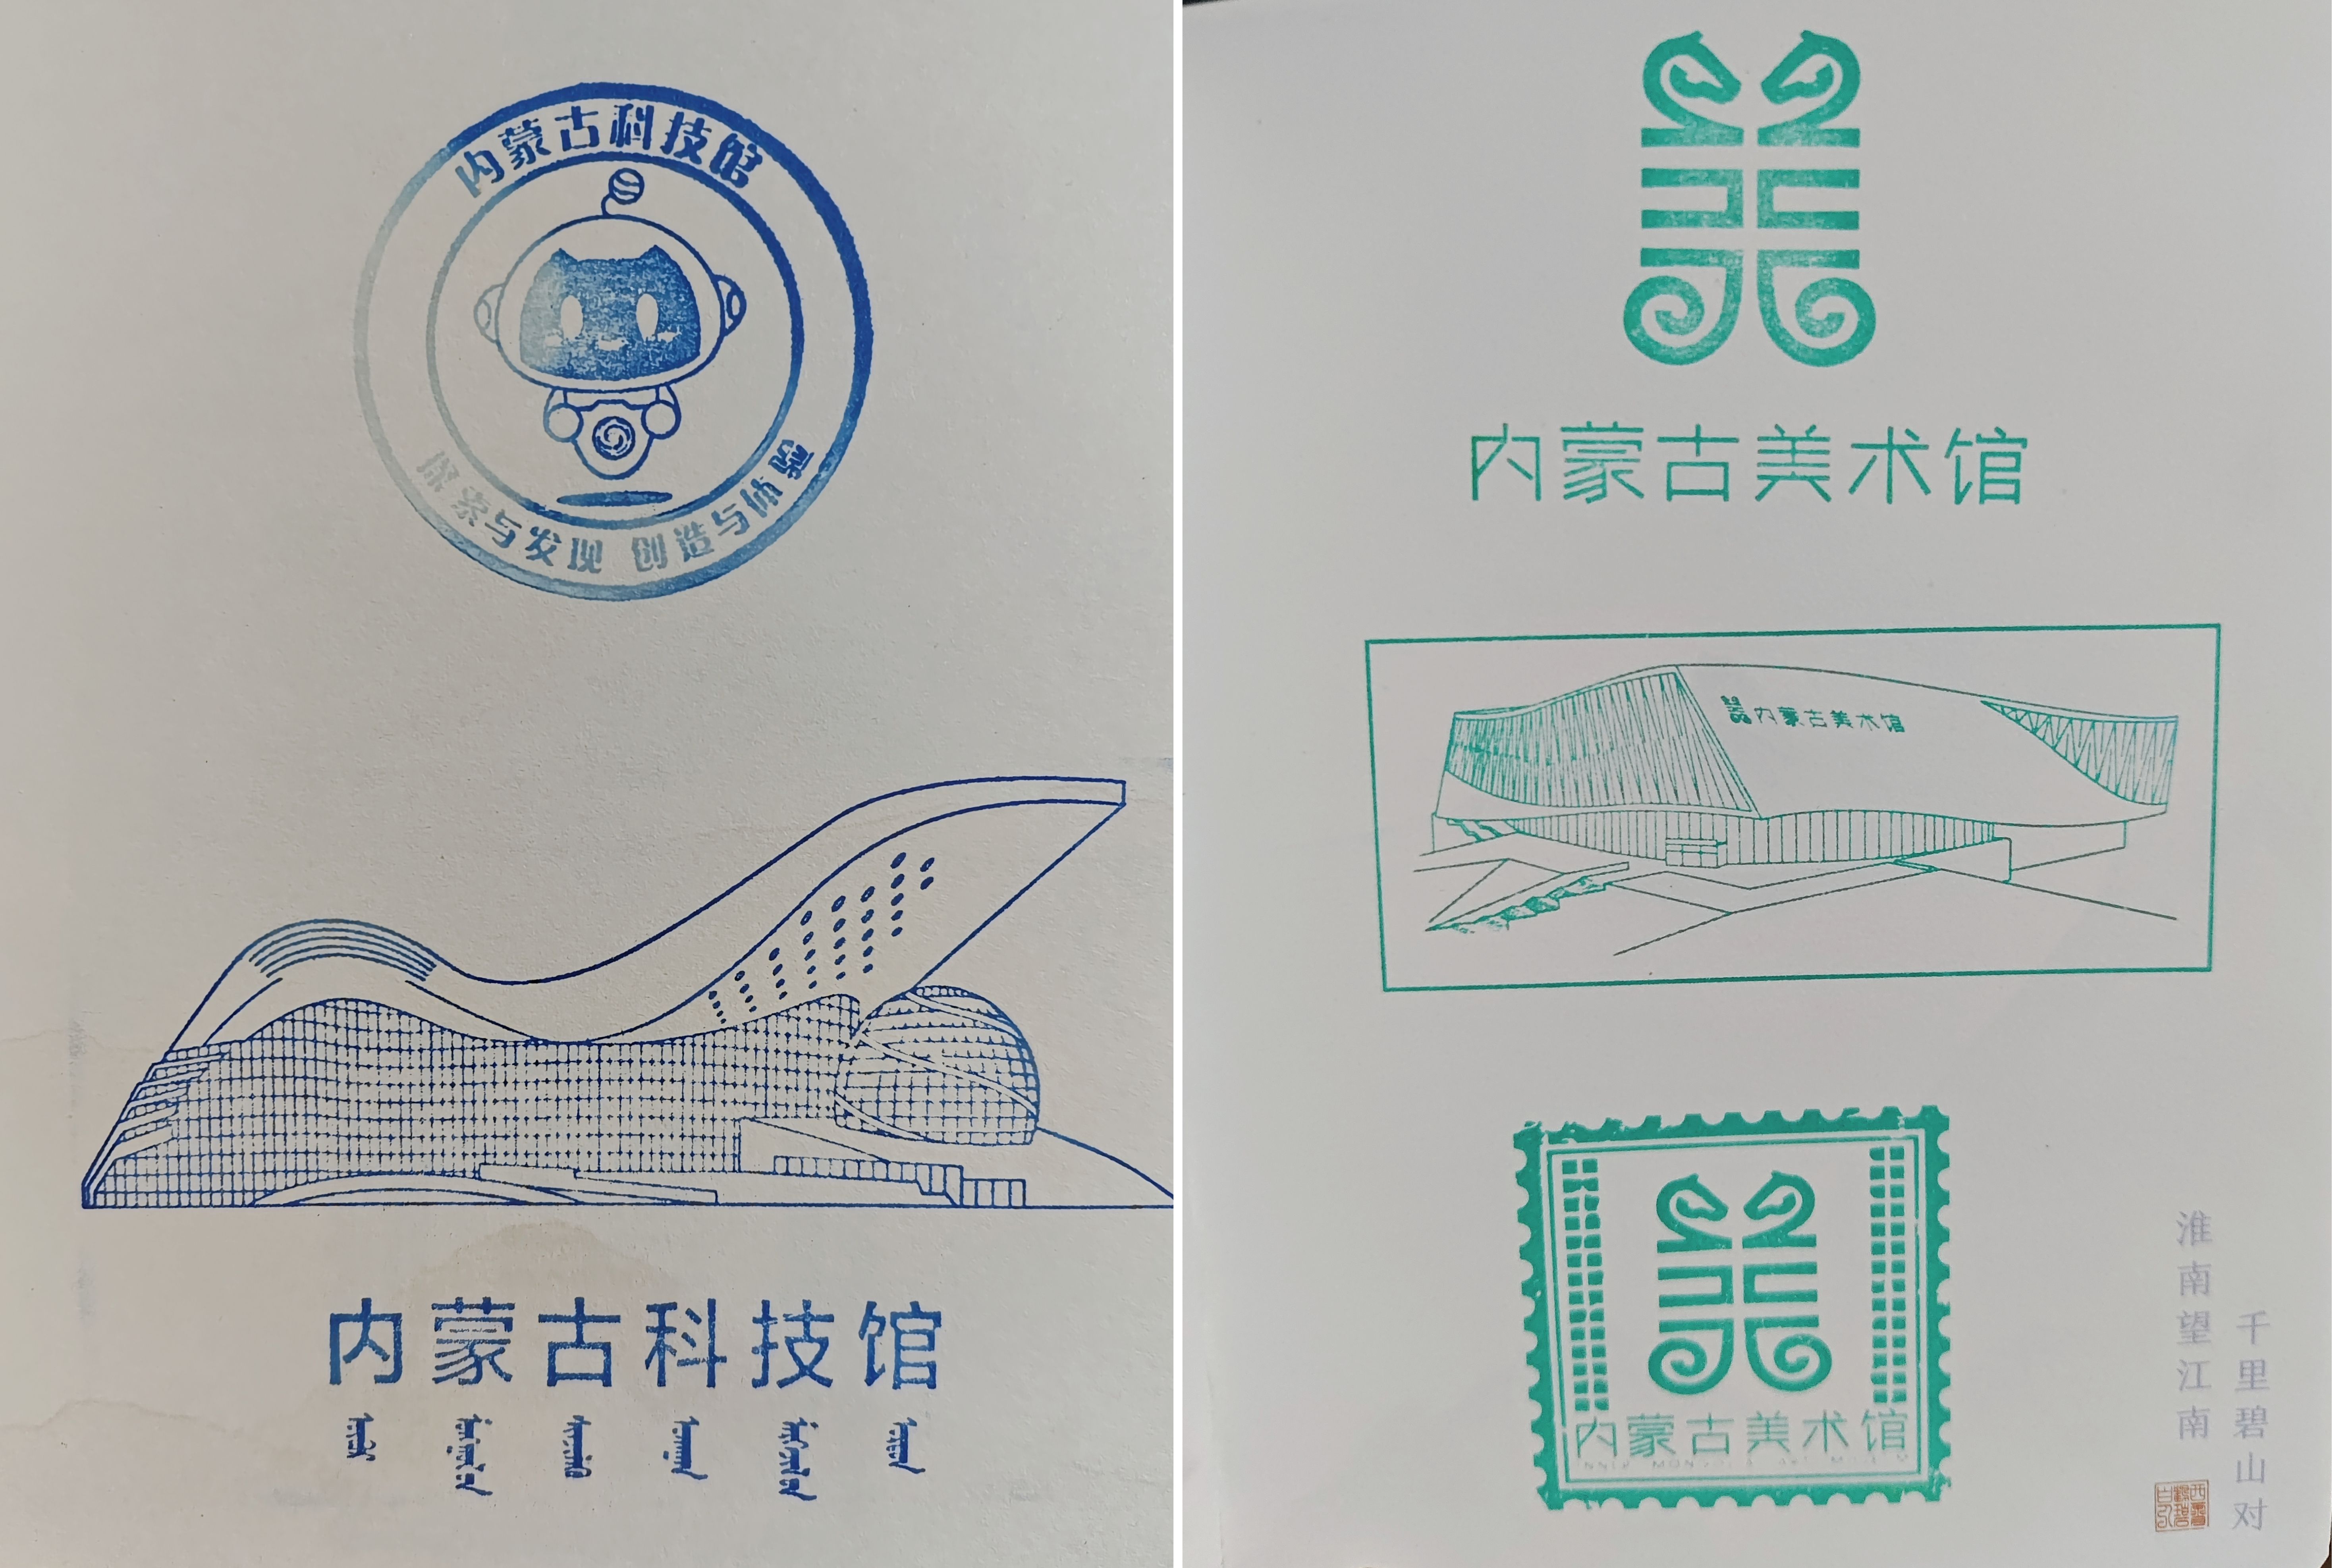 内蒙古科技馆
探索与发现 创造与体验
内蒙古科技馆
内蒙古美术馆
内蒙古美术馆
内蒙古美术馆
千里碧山对
淮南望江南